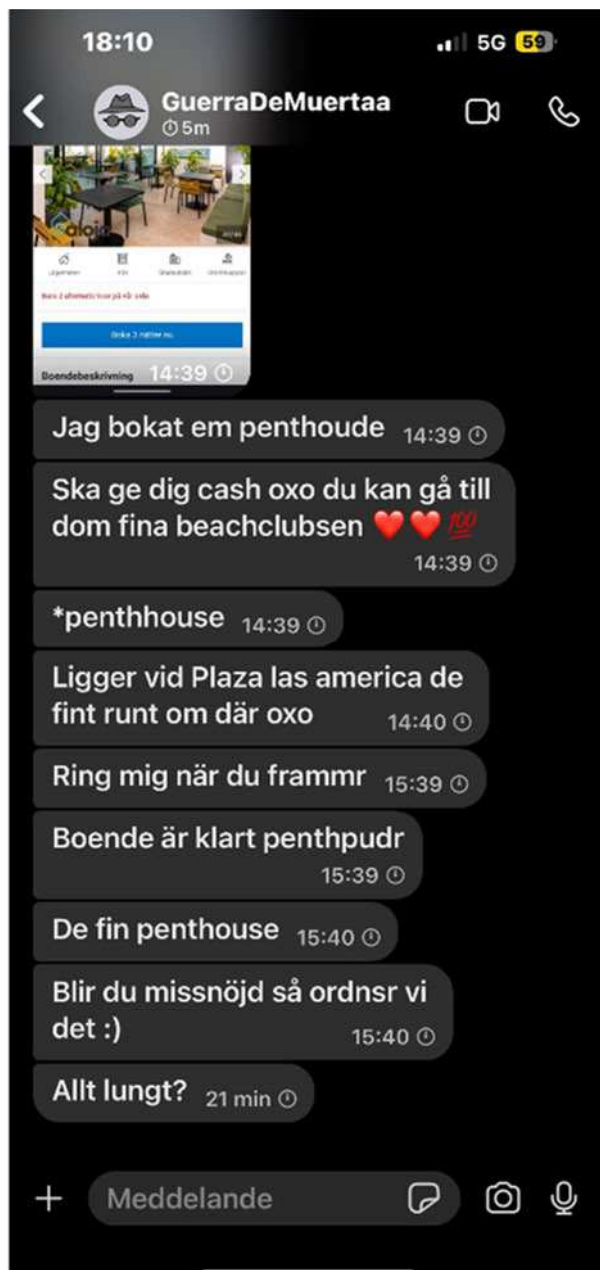 18:10
5G 59
GuerraDeMuertaa
5m
Boka 2 nätter nu
Boendebeskrivning 14:39
Jag bokat em penthoude 14:39
Ska ge dig cash oxo du kan gå till
dom fina beachclubsen ❤️❤️💯
14:39
*penthhouse 14:39
Ligger vid Plaza las america de
fint runt om där oxo 14:40
Ring mig när du frammr 15:39
Boende är klart penthpudr
15:39
De fin penthouse 15:40
Blir du missnöjd så ordnsr vi
det :) 15:40
Allt lungt? 21 min
Meddelande